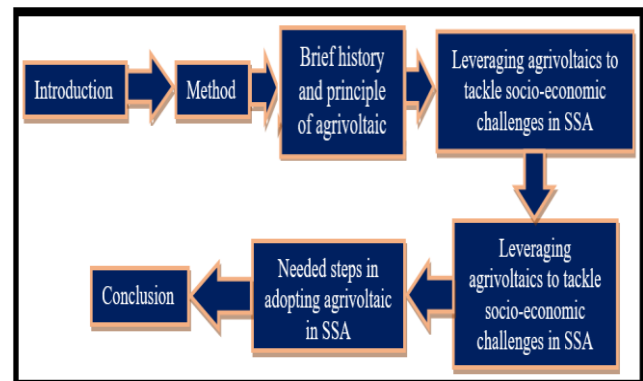 Introduction
Method
Brief history
and principle
of agrivoltaic
Leveraging agrivoltaics to
tackle socio-economic
challenges in SSA
Leveraging
agrivoltaics to tackle
socio-economic
challenges in SSA
Needed steps in
adopting agrivoltaic
in SSA
Conclusion